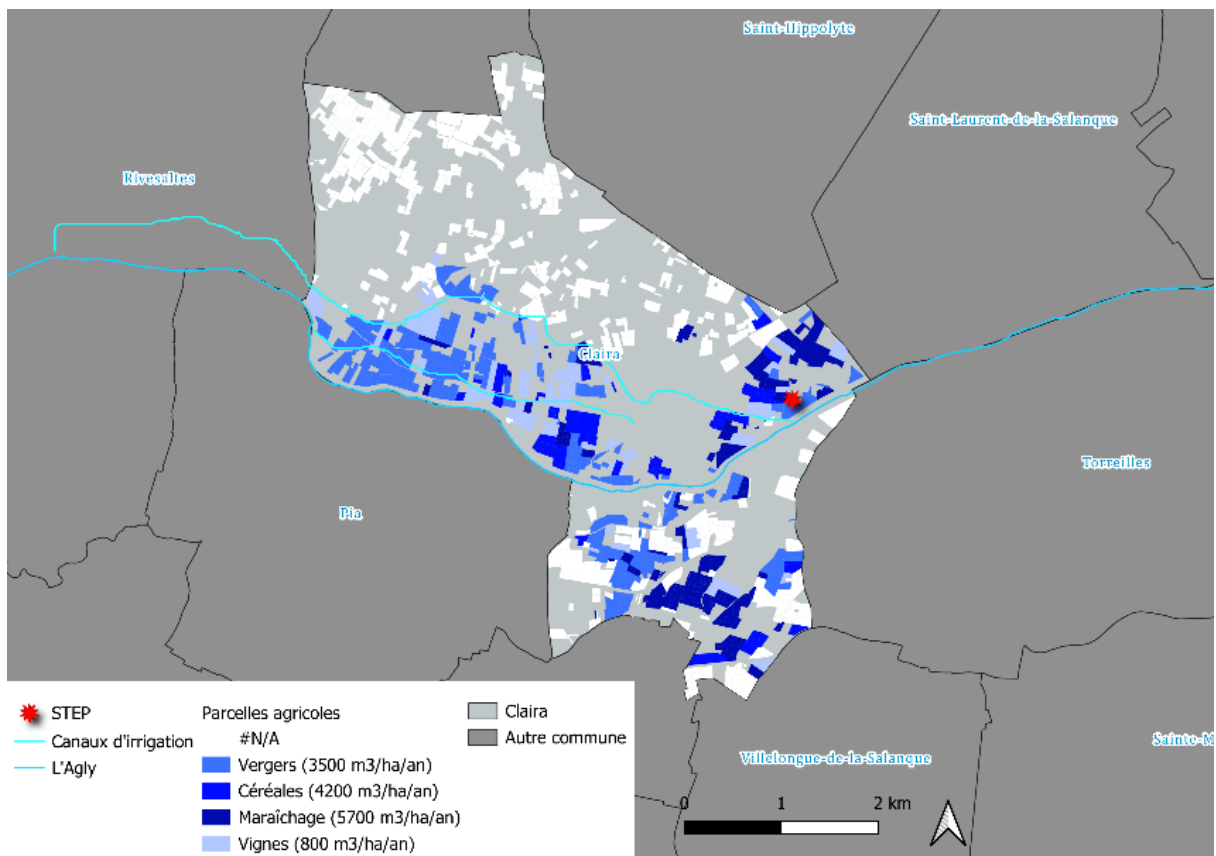 Saint-Hippolyte
Saint-Laurent-de-la-Salanque
Rivesaltes
Claira
Torreilles
Pia
Villelongue-de-la-Salanque
Sainte-M
STEP
Canaux d'irrigation
L'Agly
Parcelles agricoles
#N/A
Vergers (3500 m3/ha/an)
Céréales (4200 m3/ha/an)
Maraîchage (5700 m3/ha/an)
Vignes (800 m3/ha/an)
Claira
Autre commune
0 1 2 km